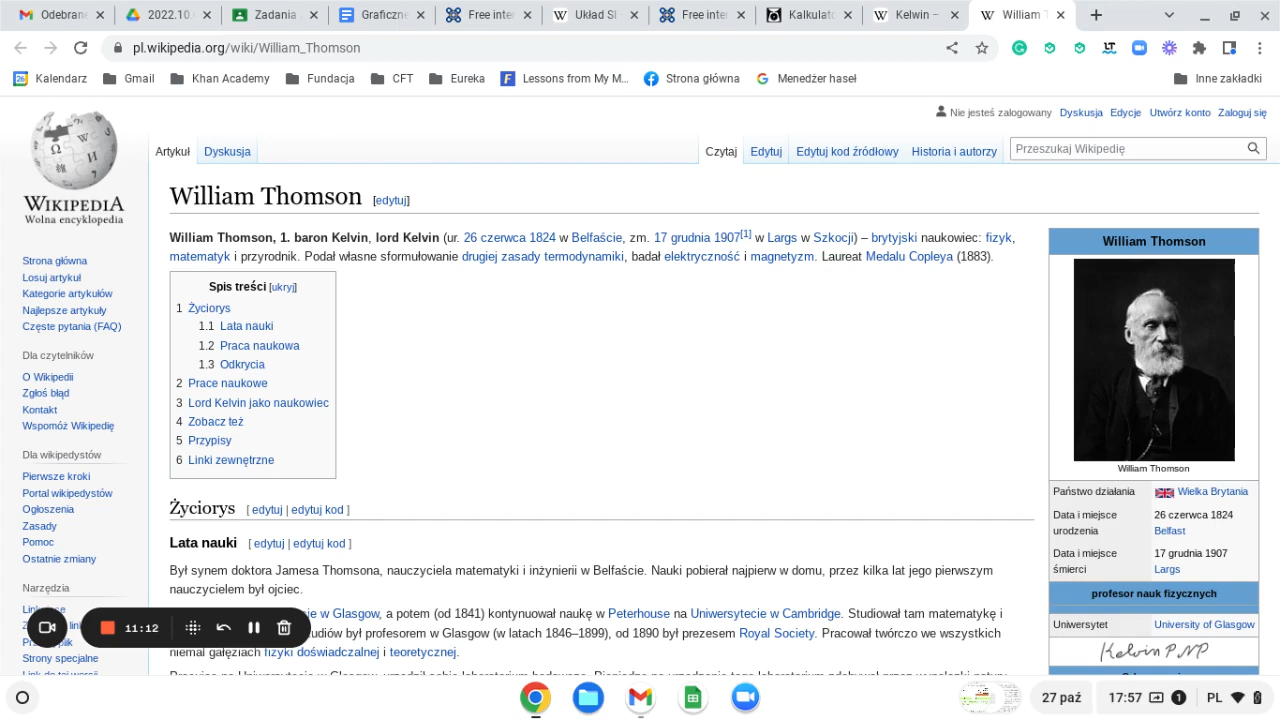 Odebrane
2022.10.
Zadania
Graficzne
Free inter
Układ SI
Free inter
Kalkulato
Kelwin –
William T
pl.wikipedia.org/wiki/William_Thomson
Kalendarz
Gmail
Khan Academy
Fundacja
CFT
Eureka
Lessons from My M...
Strona główna
Menedżer haseł
Inne zakładki
Nie jesteś zalogowany Dyskusja Edycje Utwórz konto Zaloguj się
WIKIPEDIA
Wolna encyklopedia
Artykuł Dyskusja
Czytaj Edytuj Edytuj kod źródłowy Historia i autorzy
Przeszukaj Wikipedię
Strona główna
Losuj artykuł
Kategorie artykułów
Najlepsze artykuły
Częste pytania (FAQ)
Dla czytelników
O Wikipedii
Zgłoś błąd
Kontakt
Wspomóż Wikipedię
Dla wikipedystów
Pierwsze kroki
Portal wikipedystów
Ogłoszenia
Zasady
Pomoc
Ostatnie zmiany
Narzędzia
Strony specjalne
Link do tej wersji
William Thomson [edytuj]
William Thomson, 1. baron Kelvin, lord Kelvin (ur. 26 czerwca 1824 w Belfaście, zm. 17 grudnia 1907[1] w Largs w Szkocji) – brytyjski naukowiec: fizyk,
matematyk i przyrodnik. Podał własne sformułowanie drugiej zasady termodynamiki, badał elektryczność i magnetyzm. Laureat Medalu Copleya (1883).
Spis treści [ukryj]
1 Życiorys
1.1 Lata nauki
1.2 Praca naukowa
1.3 Odkrycia
2 Prace naukowe
3 Lord Kelvin jako naukowiec
4 Zobacz też
5 Przypisy
6 Linki zewnętrzne
Życiorys [ edytuj | edytuj kod ]
Lata nauki [ edytuj | edytuj kod ]
Był synem doktora Jamesa Thomsona, nauczyciela matematyki i inżynierii w Belfaście. Nauki pobierał najpierw w domu, przez kilka lat jego pierwszym
nauczycielem był ojciec.
w Glasgow, a potem (od 1841) kontynuował naukę w Peterhouse na Uniwersytecie w Cambridge. Studiował tam matematykę i
studiów był profesorem w Glasgow (w latach 1846–1899), od 1890 był prezesem Royal Society. Pracował twórczo we wszystkich
niemal gałęziach fizyki doświadczalnej i teoretycznej.
William Thomson
William Thomson
Państwo działania Wielka Brytania
Data i miejsce urodzenia 26 czerwca 1824
Belfast
Data i miejsce śmierci 17 grudnia 1907
Largs
profesor nauk fizycznych
Uniwersytet University of Glasgow
Kelvin
11:12
27 paź
17:57
1
PL